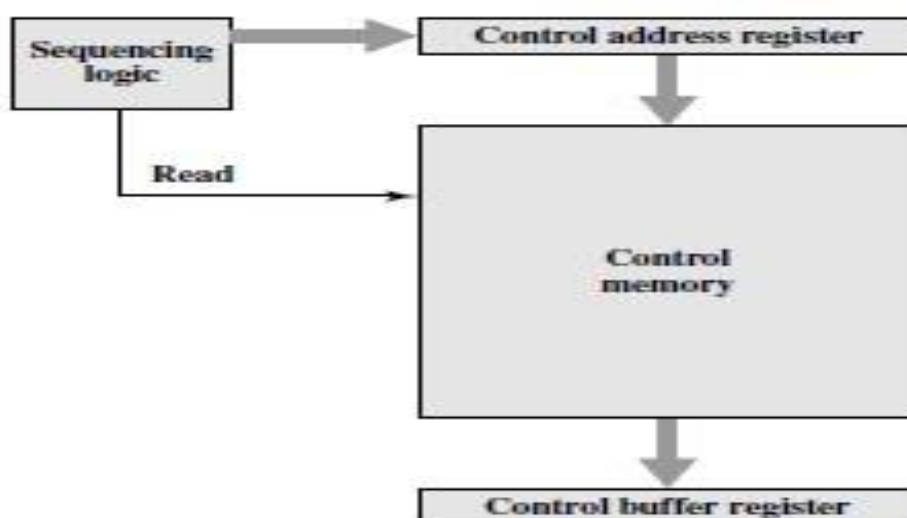 Sequencing
logic
Control address register
Read
Control
memory
Control buffer register